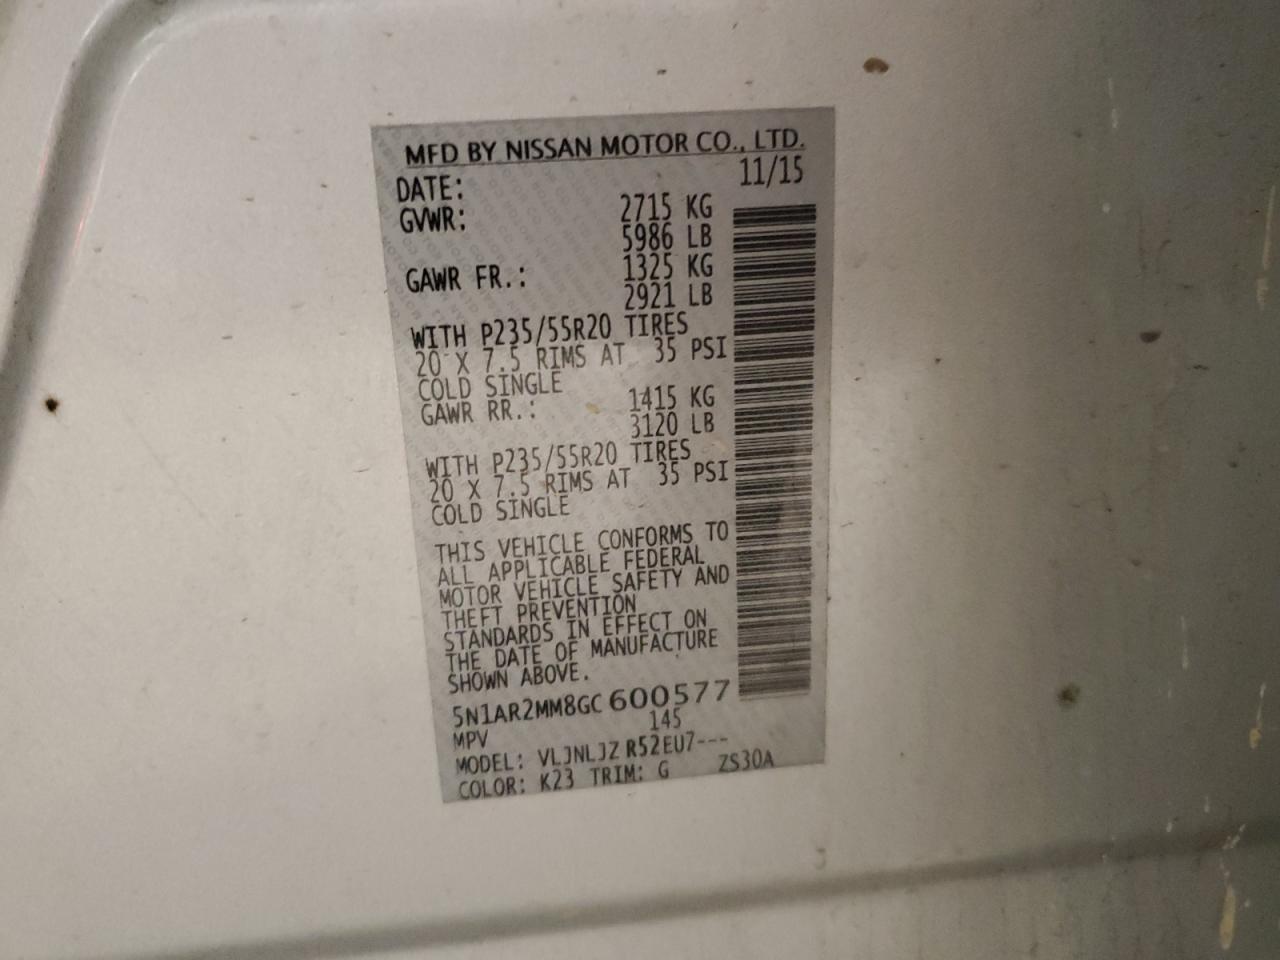 MFD BY NISSAN MOTOR CO., LTD.
DATE: 11/15
GVWR: 2715 KG
5986 LB
GAWR FR.: 1325 KG
2921 LB
WITH P235/55R20 TIRES
20 X 7.5 RIMS AT 35 PSI
COLD SINGLE
GAWR RR.: 1415 KG
3120 LB
WITH P235/55R20 TIRES
20 X 7.5 RIMS AT 35 PSI
COLD SINGLE
THIS VEHICLE CONFORMS TO
ALL APPLICABLE FEDERAL
MOTOR VEHICLE SAFETY AND
THEFT PREVENTION
STANDARDS IN EFFECT ON
THE DATE OF MANUFACTURE
SHOWN ABOVE.
5N1AR2MM8GC600577
MPV 145
MODEL: VLJNLJZ R52EU7---
COLOR: K23 TRIM: G ZS30A